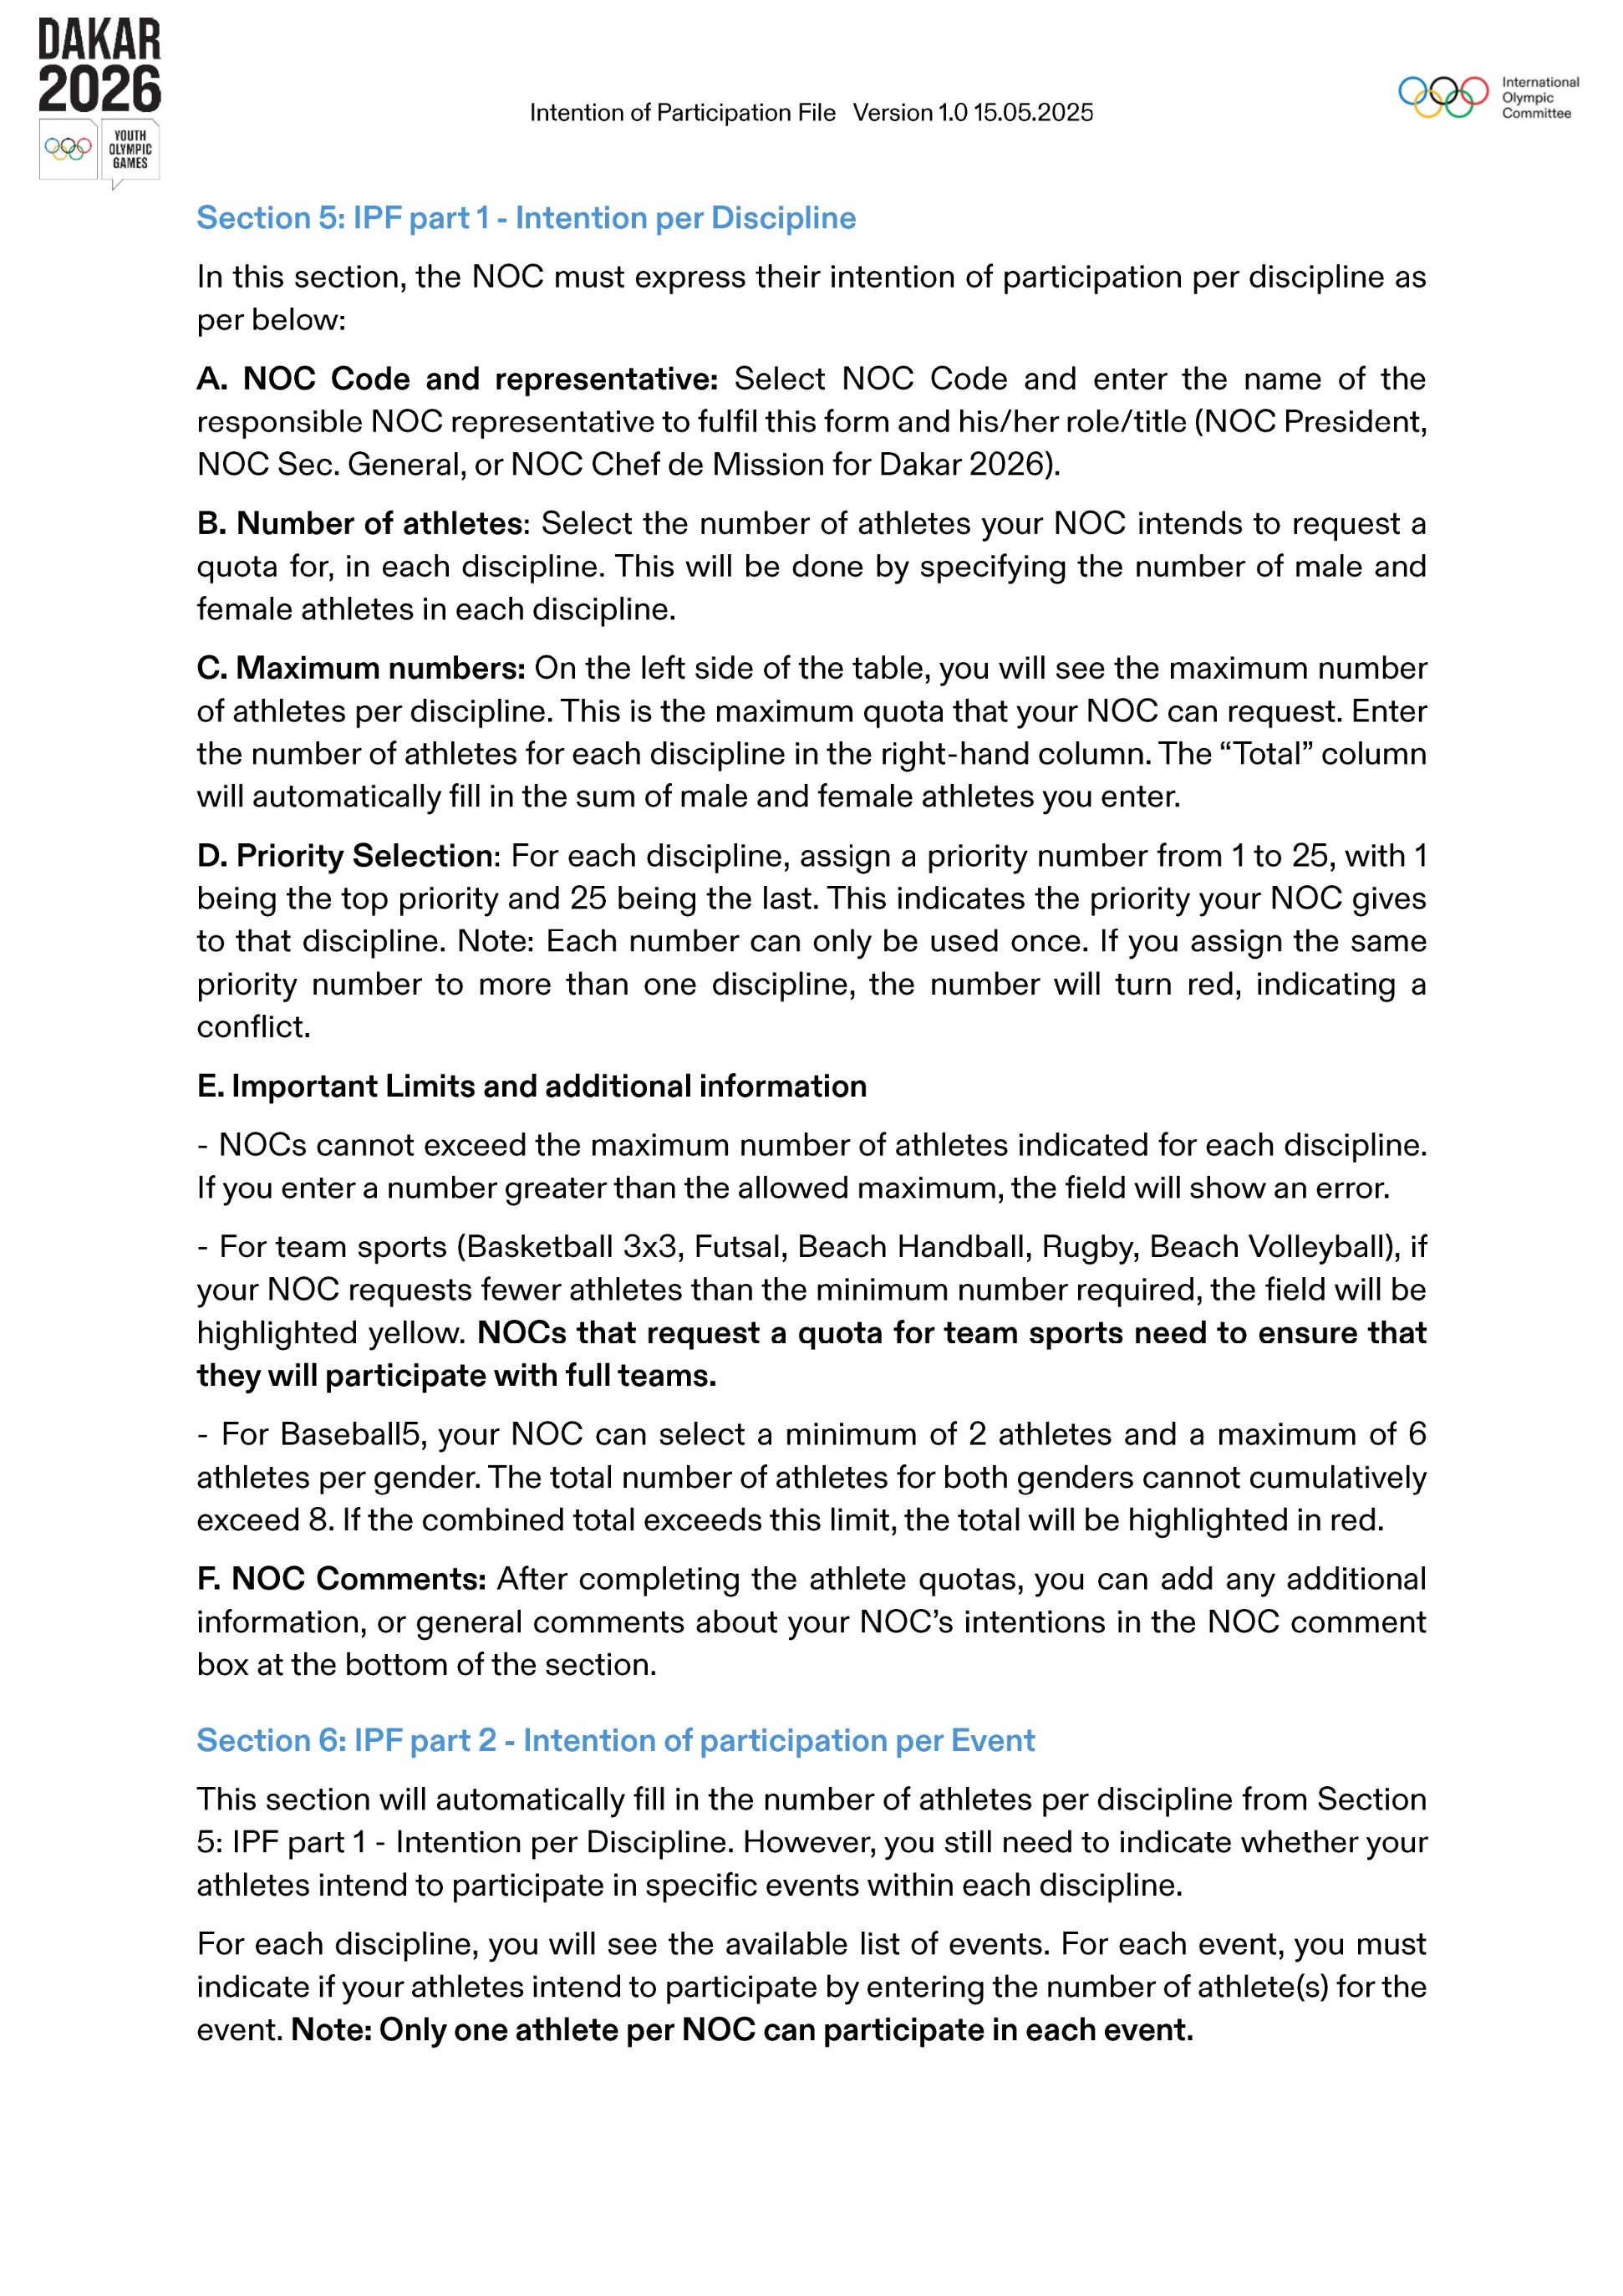 DAKAR
2026
YOUTH
OLYMPIC
GAMES
Intention of Participation File   Version 1.0 15.05.2025
International
Olympic
Committee
Section 5: IPF part 1 - Intention per Discipline
In this section, the NOC must express their intention of participation per discipline as
per below:
A. NOC Code and representative: Select NOC Code and enter the name of the
responsible NOC representative to fulfil this form and his/her role/title (NOC President,
NOC Sec. General, or NOC Chef de Mission for Dakar 2026).
B. Number of athletes: Select the number of athletes your NOC intends to request a
quota for, in each discipline. This will be done by specifying the number of male and
female athletes in each discipline.
C. Maximum numbers: On the left side of the table, you will see the maximum number
of athletes per discipline. This is the maximum quota that your NOC can request. Enter
the number of athletes for each discipline in the right-hand column. The “Total” column
will automatically fill in the sum of male and female athletes you enter.
D. Priority Selection: For each discipline, assign a priority number from 1 to 25, with 1
being the top priority and 25 being the last. This indicates the priority your NOC gives
to that discipline. Note: Each number can only be used once. If you assign the same
priority number to more than one discipline, the number will turn red, indicating a
conflict.
E. Important Limits and additional information
- NOCs cannot exceed the maximum number of athletes indicated for each discipline.
If you enter a number greater than the allowed maximum, the field will show an error.
- For team sports (Basketball 3x3, Futsal, Beach Handball, Rugby, Beach Volleyball), if
your NOC requests fewer athletes than the minimum number required, the field will be
highlighted yellow. NOCs that request a quota for team sports need to ensure that
they will participate with full teams.
- For Baseball5, your NOC can select a minimum of 2 athletes and a maximum of 6
athletes per gender. The total number of athletes for both genders cannot cumulatively
exceed 8. If the combined total exceeds this limit, the total will be highlighted in red.
F. NOC Comments: After completing the athlete quotas, you can add any additional
information, or general comments about your NOC’s intentions in the NOC comment
box at the bottom of the section.
Section 6: IPF part 2 - Intention of participation per Event
This section will automatically fill in the number of athletes per discipline from Section
5: IPF part 1 - Intention per Discipline. However, you still need to indicate whether your
athletes intend to participate in specific events within each discipline.
For each discipline, you will see the available list of events. For each event, you must
indicate if your athletes intend to participate by entering the number of athlete(s) for the
event. Note: Only one athlete per NOC can participate in each event.